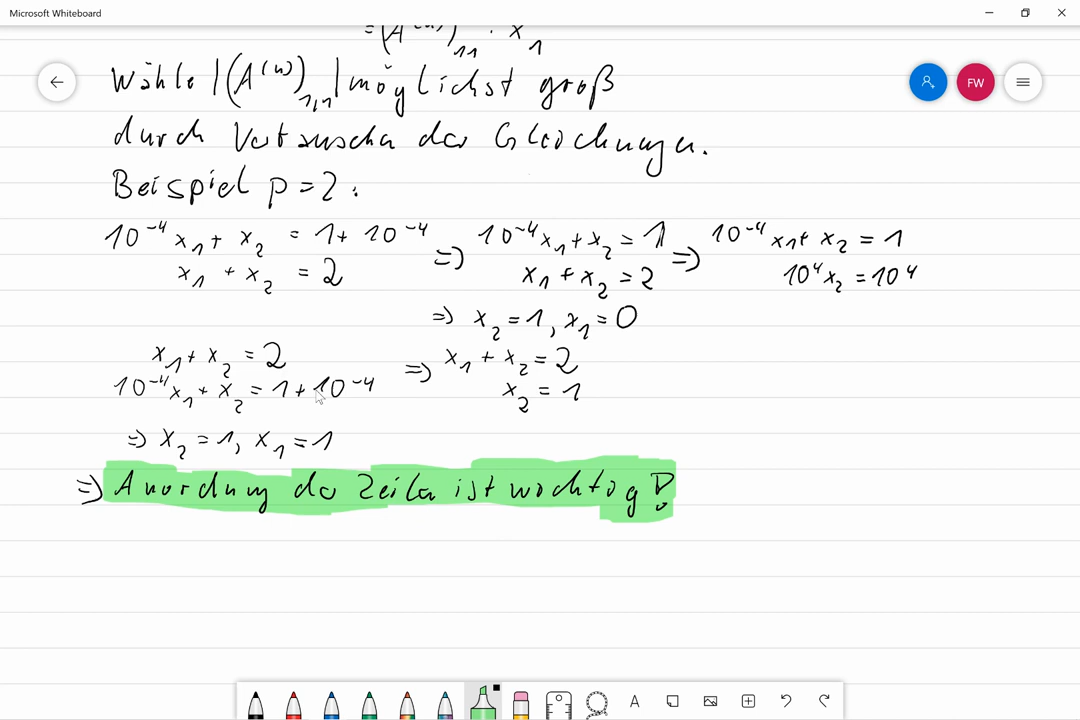 Microsoft Whiteboard
= (A^(n))_11 · x_1
FW
Wähle |(A^(n))_1,1| möglichst groß
durch Vertauschen der Gleichungen.
Beispiel p = 2:
10^-4 x_1 + x_2 = 1 + 10^-4 ⇒ 10^-4 x_1 + x_2 = 1 ⇒ 10^-4 x_1 + x_2 = 1
x_1 + x_2 = 2 x_1 + x_2 = 2 10^4 x_2 = 10^4
⇒ x_2 = 1, x_1 = 0
x_1 + x_2 = 2 ⇒ x_1 + x_2 = 2
10^-4 x_1 + x_2 = 1 + 10^-4 x_2 = 1
⇒ x_2 = 1, x_1 = 1
⇒ Anordnung der Zeilen ist wichtig!
A